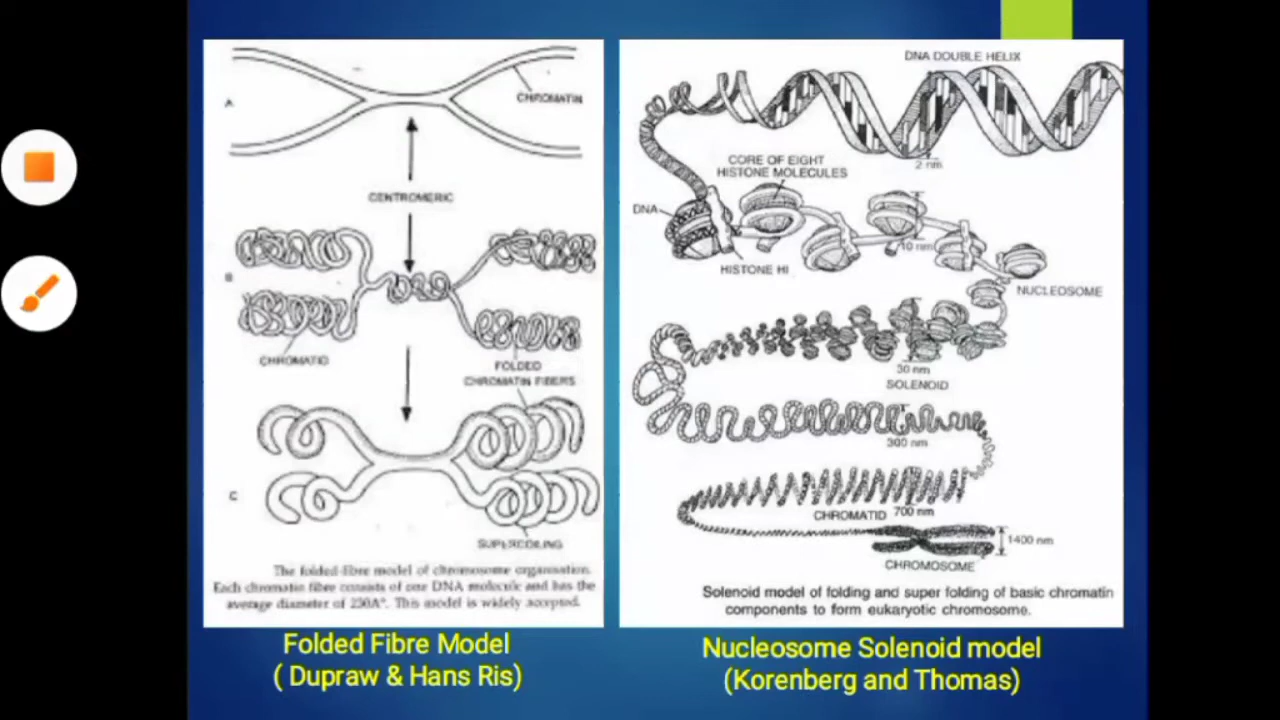 A
CHROMATIN
CENTROMERIC
B
CHROMATID
FOLDED
CHROMATIN FIBERS
C
SUPERCOILING
The folded-fibre model of chromosome organisation.
Each chromatin fibre consists of one DNA molecule and has the
average diameter of 230A°. This model is widely accepted.
Folded Fibre Model
( Dupraw & Hans Ris)
DNA DOUBLE HELIX
2 nm
CORE OF EIGHT
HISTONE MOLECULES
DNA
10 nm
HISTONE HI
NUCLEOSOME
30 nm
SOLENOID
300 nm
CHROMATID 700 nm
1400 nm
CHROMOSOME
Solenoid model of folding and super folding of basic chromatin
components to form eukaryotic chromosome.
Nucleosome Solenoid model
(Korenberg and Thomas)